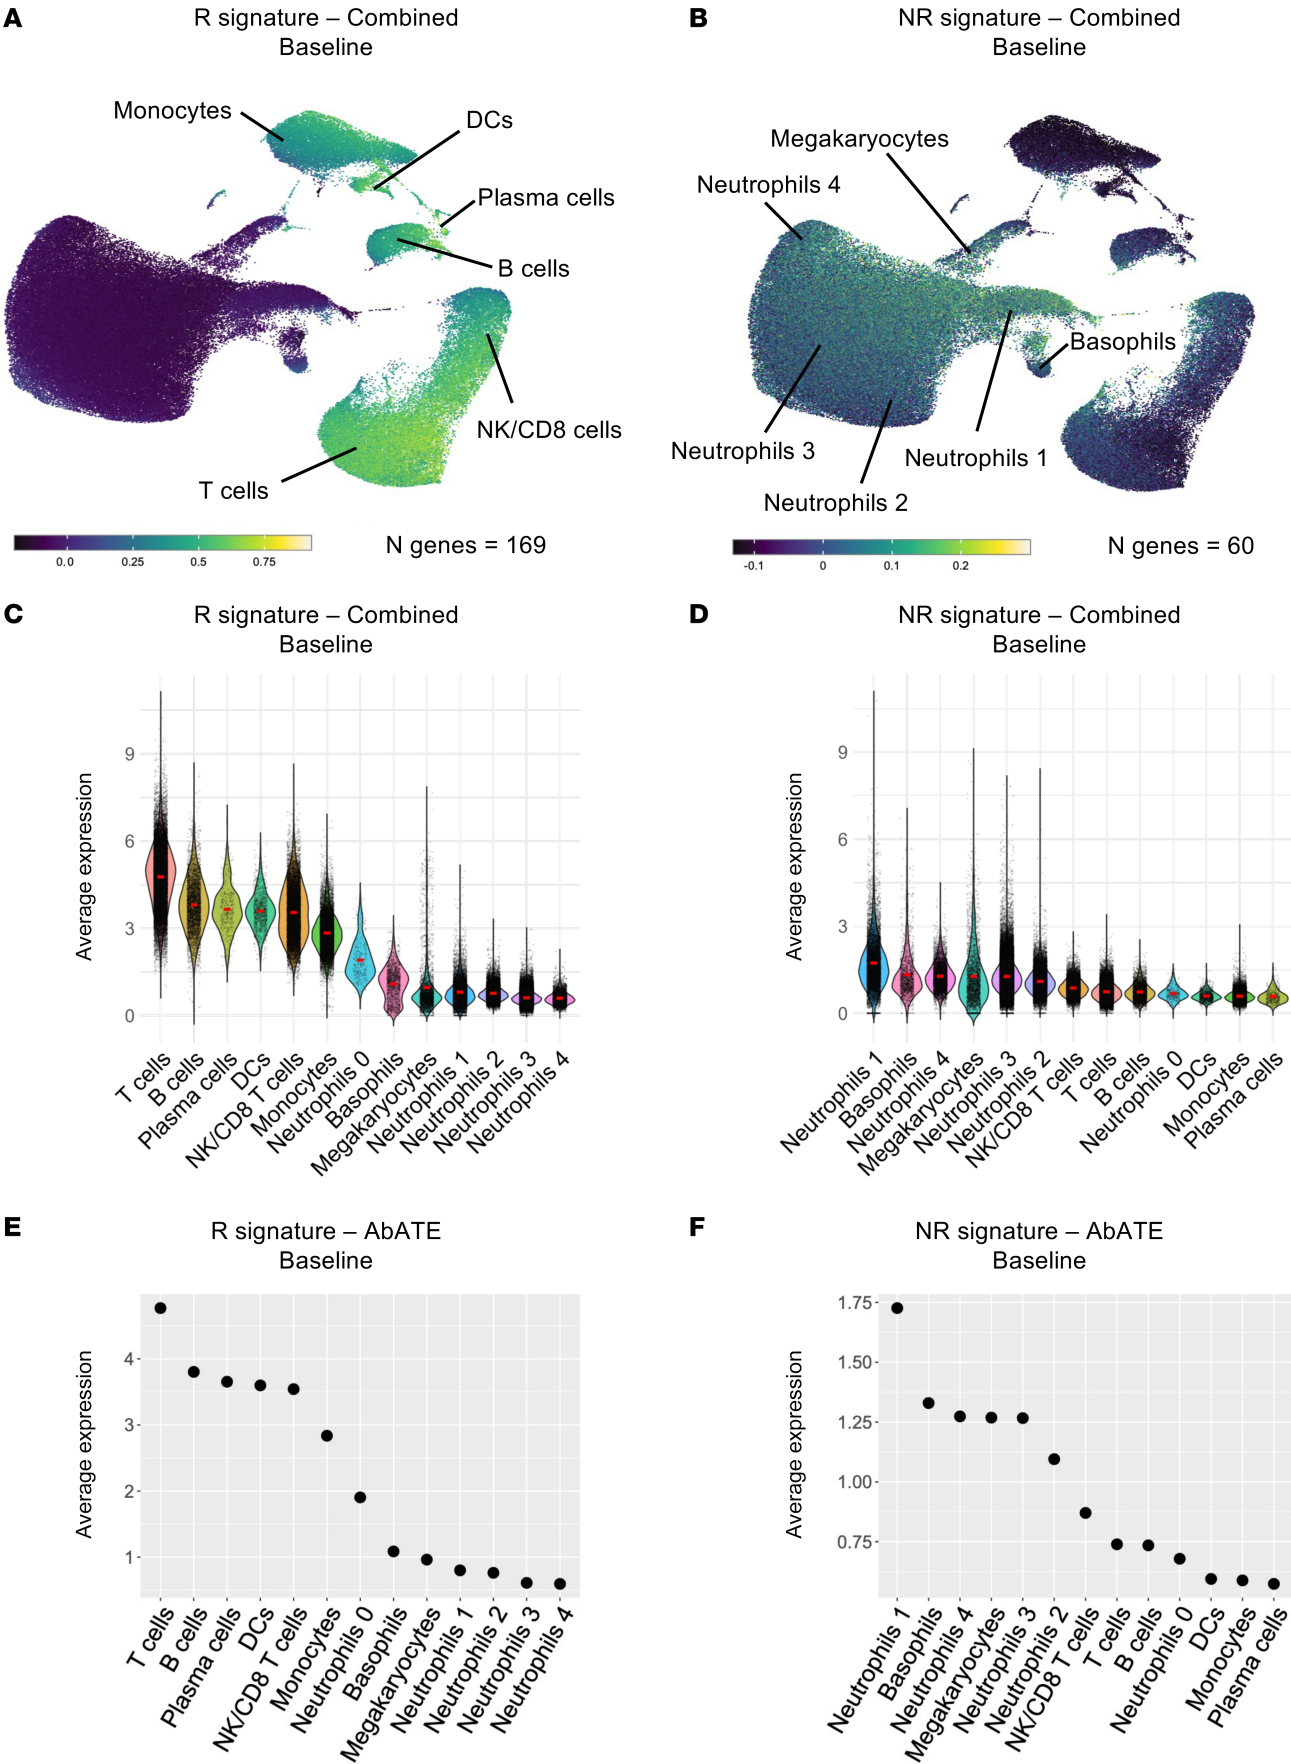 A
R signature – Combined
Baseline
Monocytes
DCs
Plasma cells
B cells
NK/CD8 cells
T cells
0.0
0.25
0.5
0.75
N genes = 169
B
NR signature – Combined
Baseline
Megakaryocytes
Neutrophils 4
Basophils
Neutrophils 3
Neutrophils 1
Neutrophils 2
-0.1
0
0.1
0.2
N genes = 60
C
R signature – Combined
Baseline
Average expression
9
6
3
0
T cells
B cells
Plasma cells
DCs
NK/CD8 T cells
Monocytes
Neutrophils 0
Basophils
Megakaryocytes
Neutrophils 1
Neutrophils 2
Neutrophils 3
Neutrophils 4
D
NR signature – Combined
Baseline
Average expression
9
6
3
0
Neutrophils 1
Basophils
Neutrophils 4
Megakaryocytes
Neutrophils 3
Neutrophils 2
NK/CD8 T cells
T cells
B cells
Neutrophils 0
DCs
Monocytes
Plasma cells
E
R signature – AbATE
Baseline
Average expression
4
3
2
1
T cells
B cells
Plasma cells
DCs
NK/CD8 T cells
Monocytes
Neutrophils 0
Basophils
Megakaryocytes
Neutrophils 1
Neutrophils 2
Neutrophils 3
Neutrophils 4
F
NR signature – AbATE
Baseline
Average expression
1.75
1.50
1.25
1.00
0.75
Neutrophils 1
Basophils
Neutrophils 4
Megakaryocytes
Neutrophils 3
Neutrophils 2
NK/CD8 T cells
T cells
B cells
Neutrophils 0
DCs
Monocytes
Plasma cells